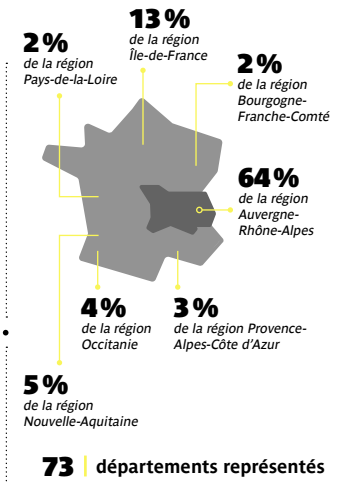 13 %
de la région
Île-de-France
2 %
de la région
Pays-de-la-Loire
2 %
de la région
Bourgogne-
Franche-Comté
64 %
de la région
Auvergne-
Rhône-Alpes
4 %
de la région
Occitanie
3 %
de la région Provence-
Alpes-Côte d'Azur
5 %
de la région
Nouvelle-Aquitaine
73 départements représentés